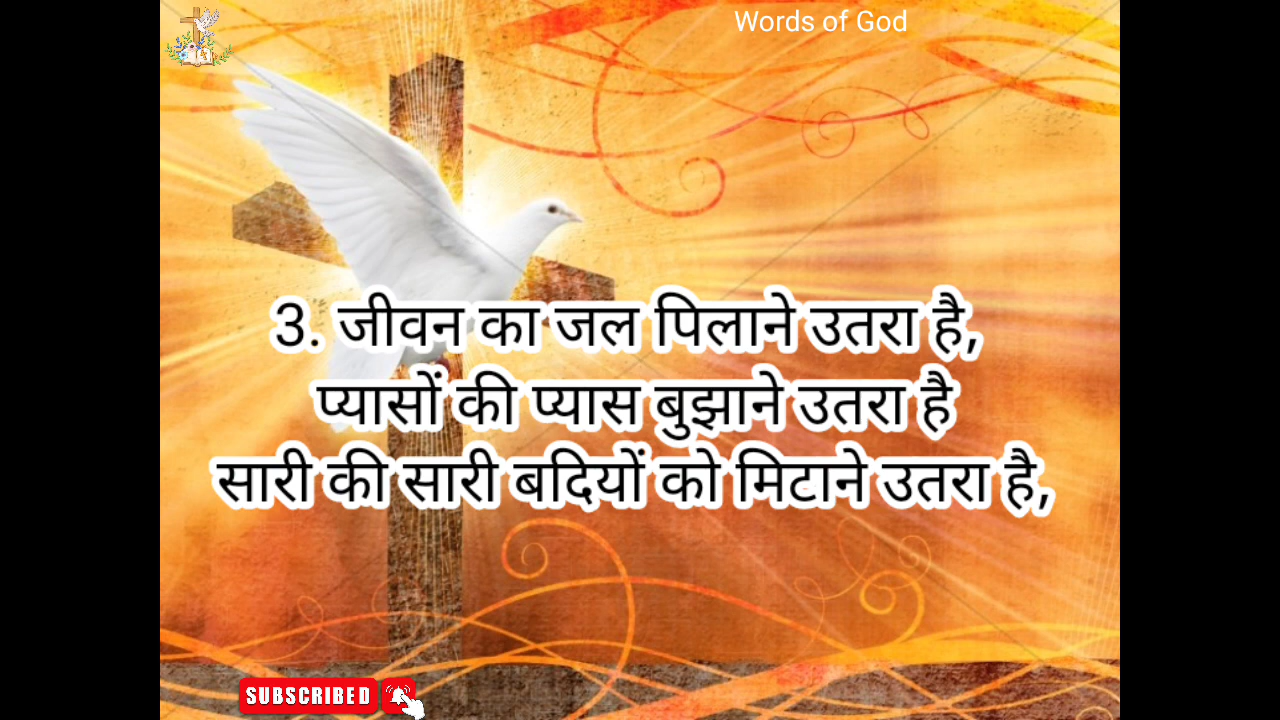 Words of God
3. जीवन का जल पिलाने उतरा है,
प्यासों की प्यास बुझाने उतरा है
सारी की सारी बदियों को मिटाने उतरा है,
SUBSCRIBED